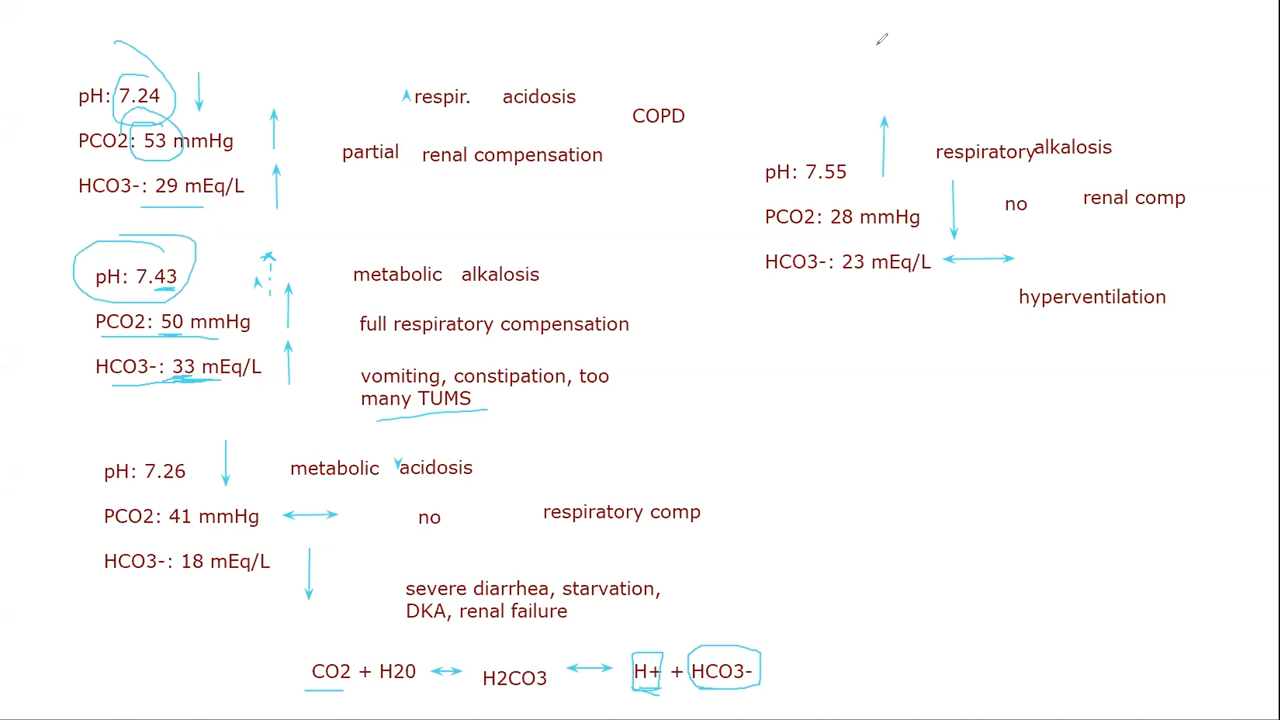 pH: 7.24
respir. acidosis
COPD
PCO2: 53 mmHg
partial renal compensation
HCO3-: 29 mEq/L
pH: 7.43
metabolic alkalosis
PCO2: 50 mmHg
full respiratory compensation
HCO3-: 33 mEq/L
vomiting, constipation, too
many TUMS
pH: 7.26
metabolic acidosis
PCO2: 41 mmHg
no respiratory comp
HCO3-: 18 mEq/L
severe diarrhea, starvation,
DKA, renal failure
pH: 7.55
respiratory alkalosis
PCO2: 28 mmHg
no renal comp
HCO3-: 23 mEq/L
hyperventilation
CO2 + H20 H2CO3 H+ + HCO3-